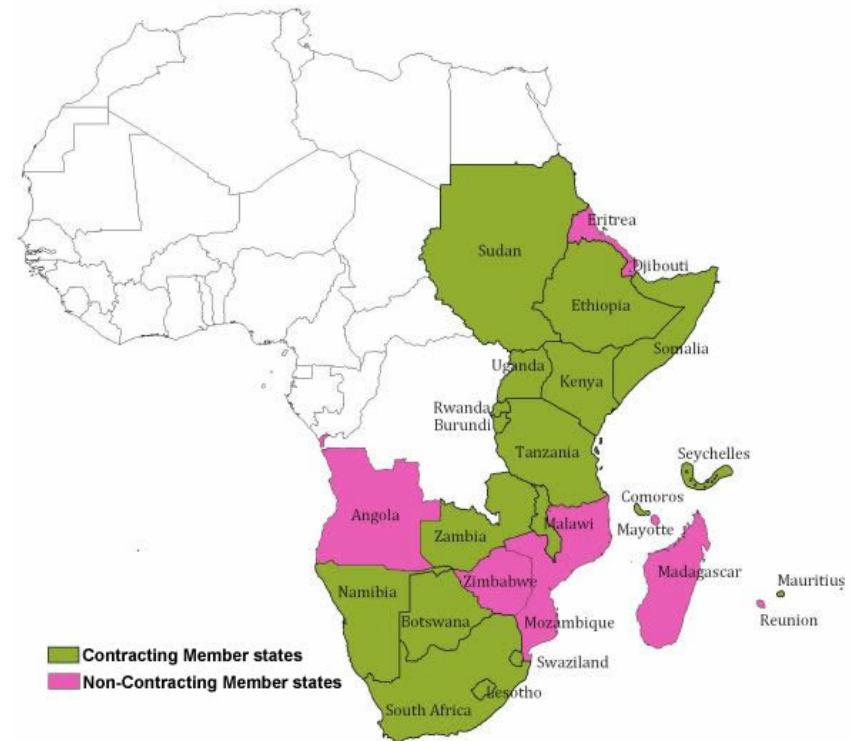 Eritrea
Sudan
Djibouti
Ethiopia
Somalia
Uganda
Kenya
Rwanda
Burundi
Tanzania
Seychelles
Comoros
Angola
Malawi
Mayotte
Zambia
Madagascar
Zimbabwe
Mauritius
Namibia
Botswana
Mozambique
Reunion
Contracting Member states
Swaziland
Non-Contracting Member states
Lesotho
South Africa